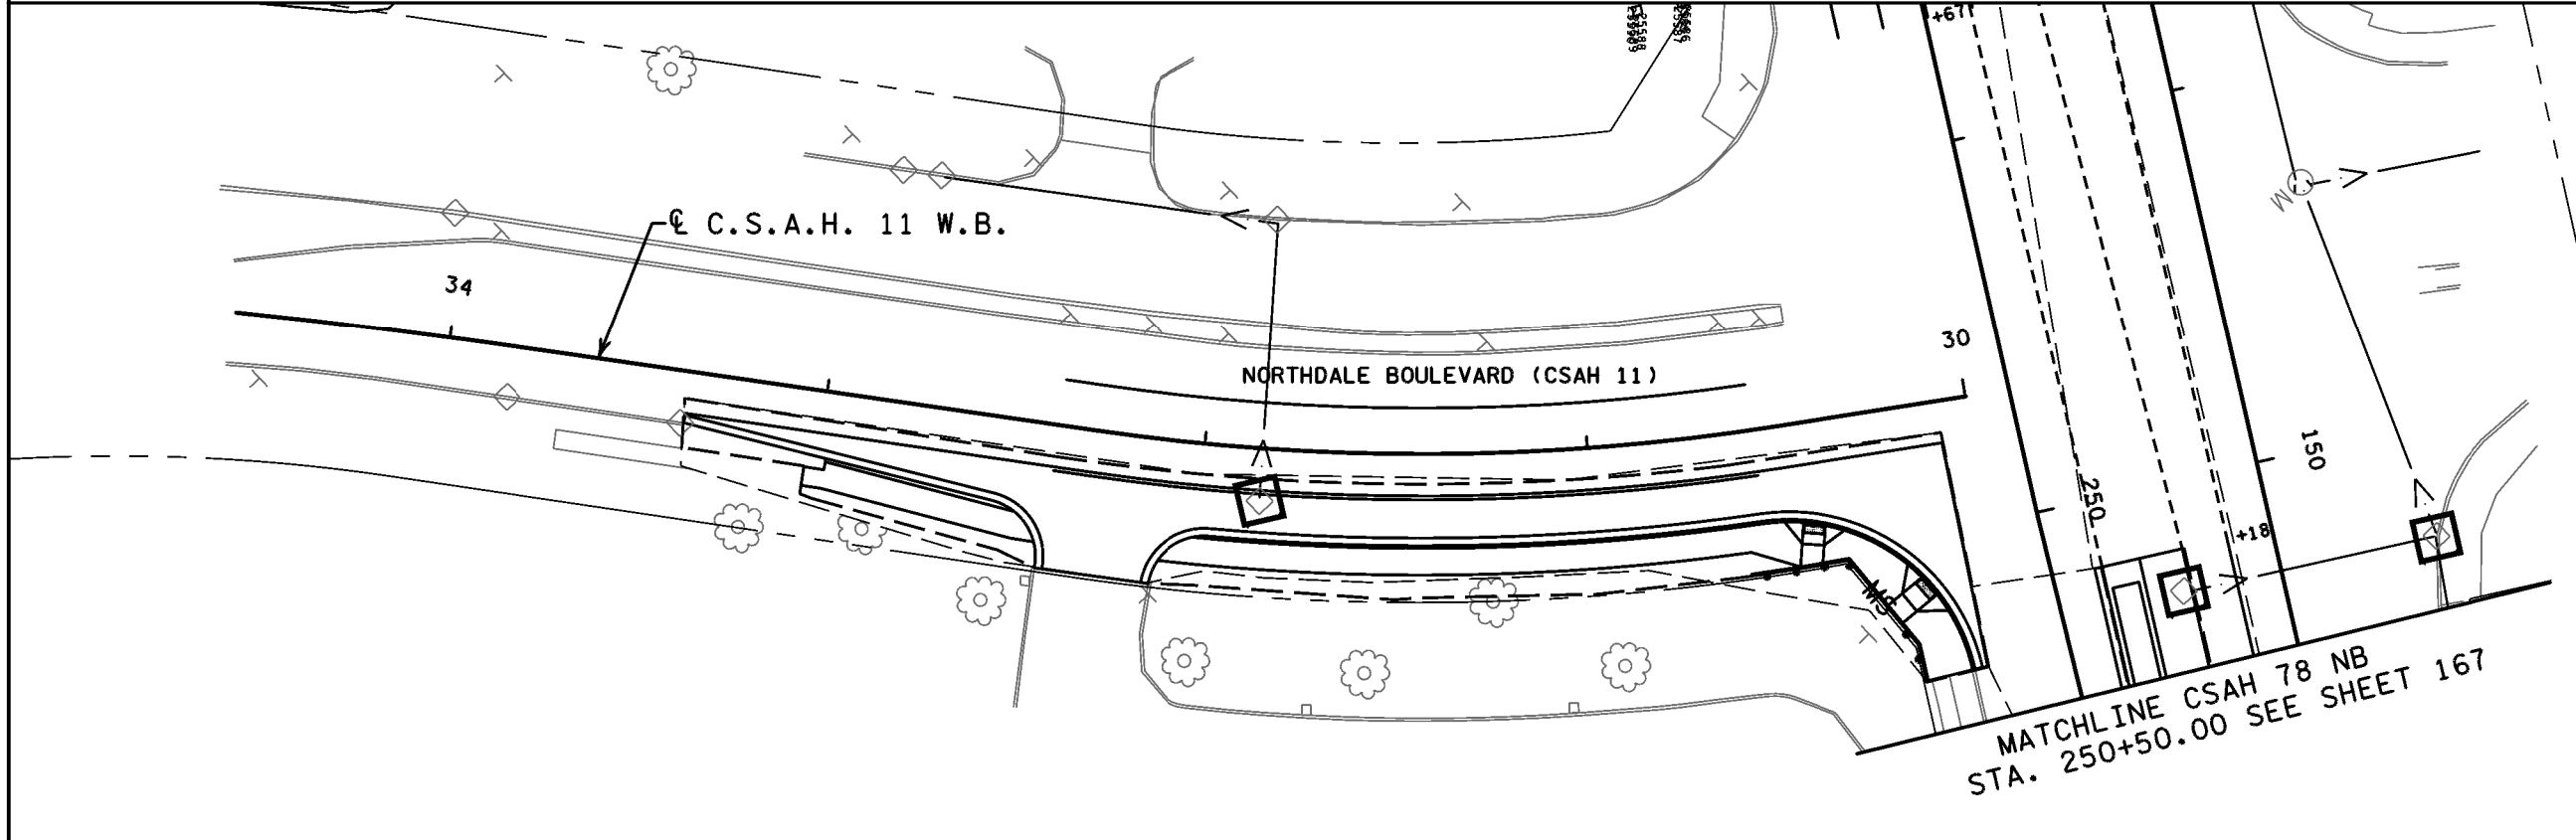 +67
℄ C.S.A.H. 11 W.B.
34
30
NORTHDALE BOULEVARD (CSAH 11)
150
250
+18
MATCHLINE CSAH 78 NB
STA. 250+50.00 SEE SHEET 167